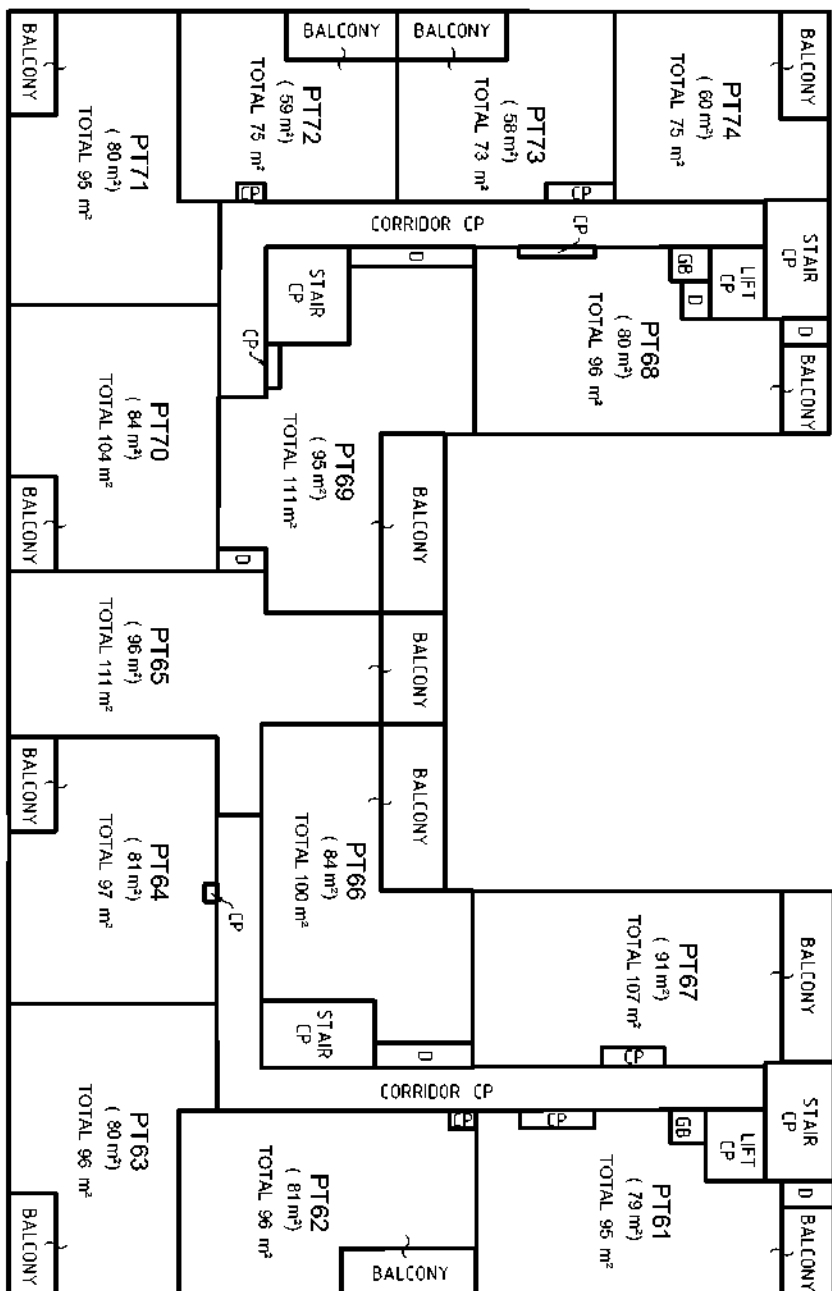 BALCONY
STAIR
CP
D
BALCONY
BALCONY
STAIR
CP
D
BALCONY
PT74
( 60 m²)
TOTAL 75 m²
LIFT
CP
GB
D
PT68
( 80 m²)
TOTAL 96 m²
PT67
( 91 m²)
TOTAL 107 m²
CP
LIFT
CP
GB
PT61
( 79 m²)
TOTAL 95 m²
BALCONY
PT73
( 58 m²)
TOTAL 73 m²
CP
CORRIDOR CP
CP
D
BALCONY
BALCONY
BALCONY
D
CORRIDOR CP
CP
CP
BALCONY
BALCONY
PT72
( 59 m²)
TOTAL 75 m²
CP
STAIR
CP
CP
PT69
( 95 m²)
TOTAL 111 m²
D
PT66
( 84 m²)
TOTAL 100 m²
STAIR
CP
PT62
( 81 m²)
TOTAL 96 m²
PT71
( 80 m²)
TOTAL 95 m²
PT70
( 84 m²)
TOTAL 104 m²
PT65
( 96 m²)
TOTAL 111 m²
PT64
( 81 m²)
TOTAL 97 m²
CP
PT63
( 80 m²)
TOTAL 96 m²
BALCONY
BALCONY
BALCONY
BALCONY